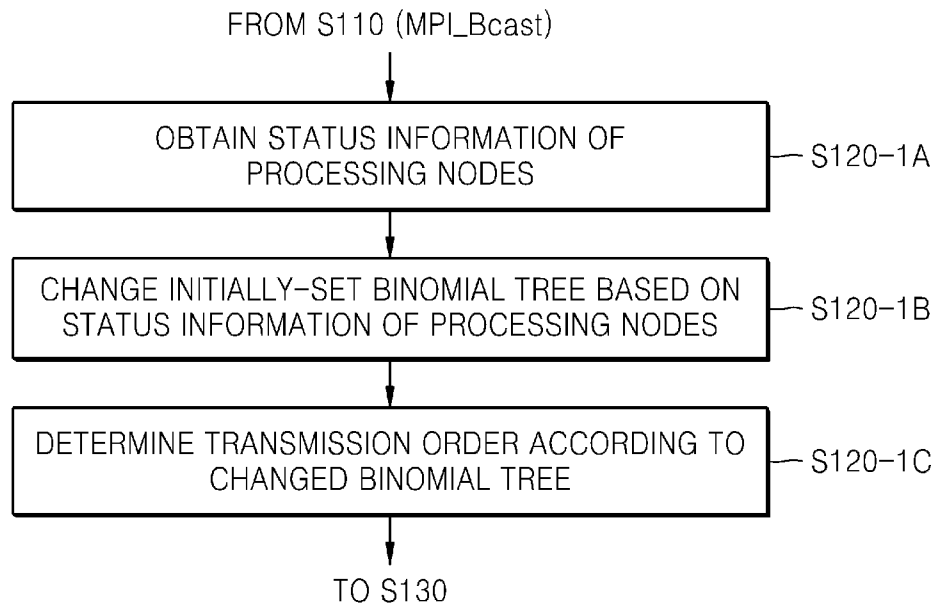 FROM S110 (MPI_Bcast)
OBTAIN STATUS INFORMATION OF
PROCESSING NODES
S120-1A
CHANGE INITIALLY-SET BINOMIAL TREE BASED ON
STATUS INFORMATION OF PROCESSING NODES
S120-1B
DETERMINE TRANSMISSION ORDER ACCORDING TO
CHANGED BINOMIAL TREE
S120-1C
TO S130